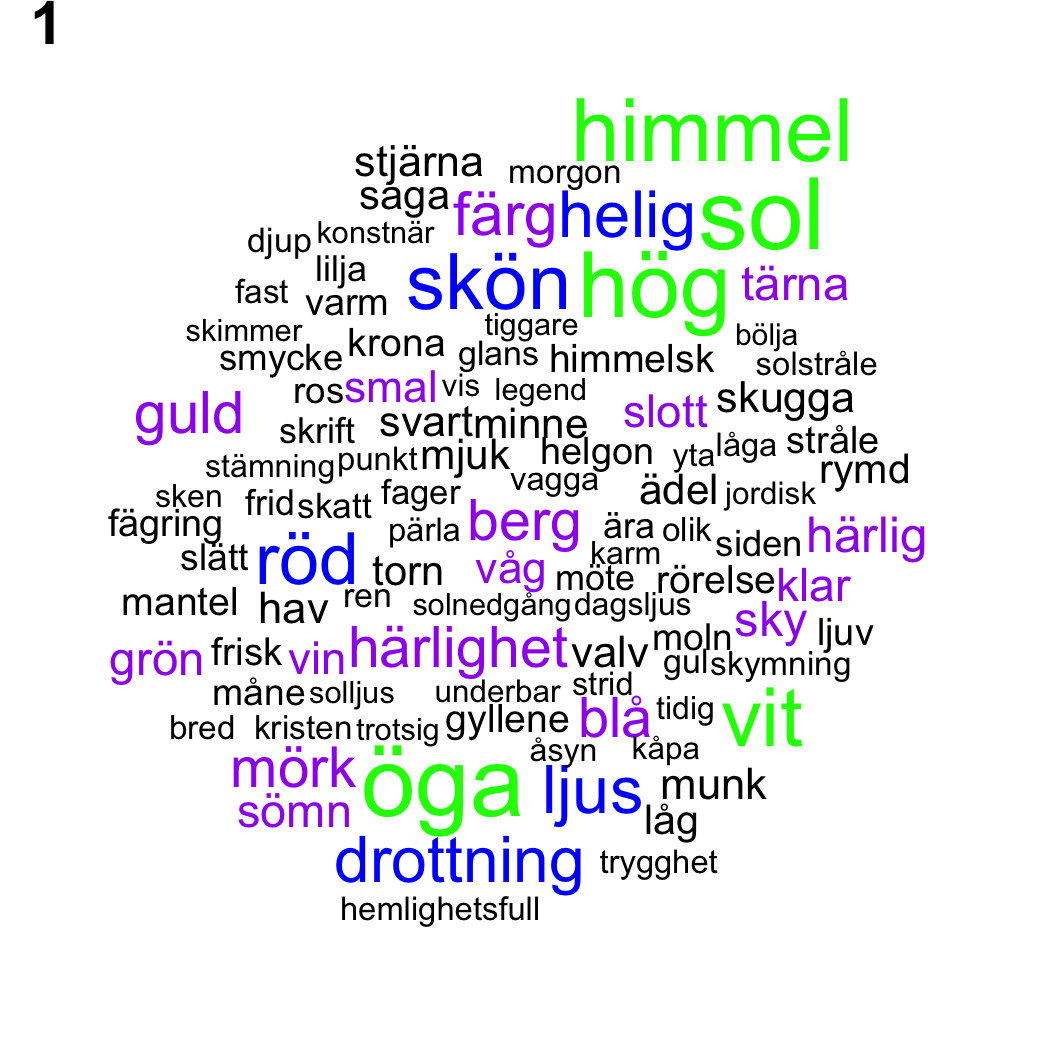 1
himmel
stjärna morgon
saga färg helig sol
djup konstnär
lilja skön hög tärna
fast varm
skimmer tiggare bölja
smycke krona glans himmelsk solstråle
ros smal vis legend
guld slott skugga
skrift svart minne
stämning punkt mjuk helgon yta låga stråle
rymd
sken frid skatt fager vagga ädel jordisk
fägring pärla berg ära olik siden härlig
slätt röd torn våg karm
möte rörelse klar
mantel hav ren solnedgång dagsljus
sky ljuv
grön frisk vin härlighet valv moln
gul skymning
måne solljus underbar strid
bred kristen trotsig gyllene blå tidig vit
åsyn kåpa
mörk öga ljus munk
sömn låg
drottning trygghet
hemlighetsfull